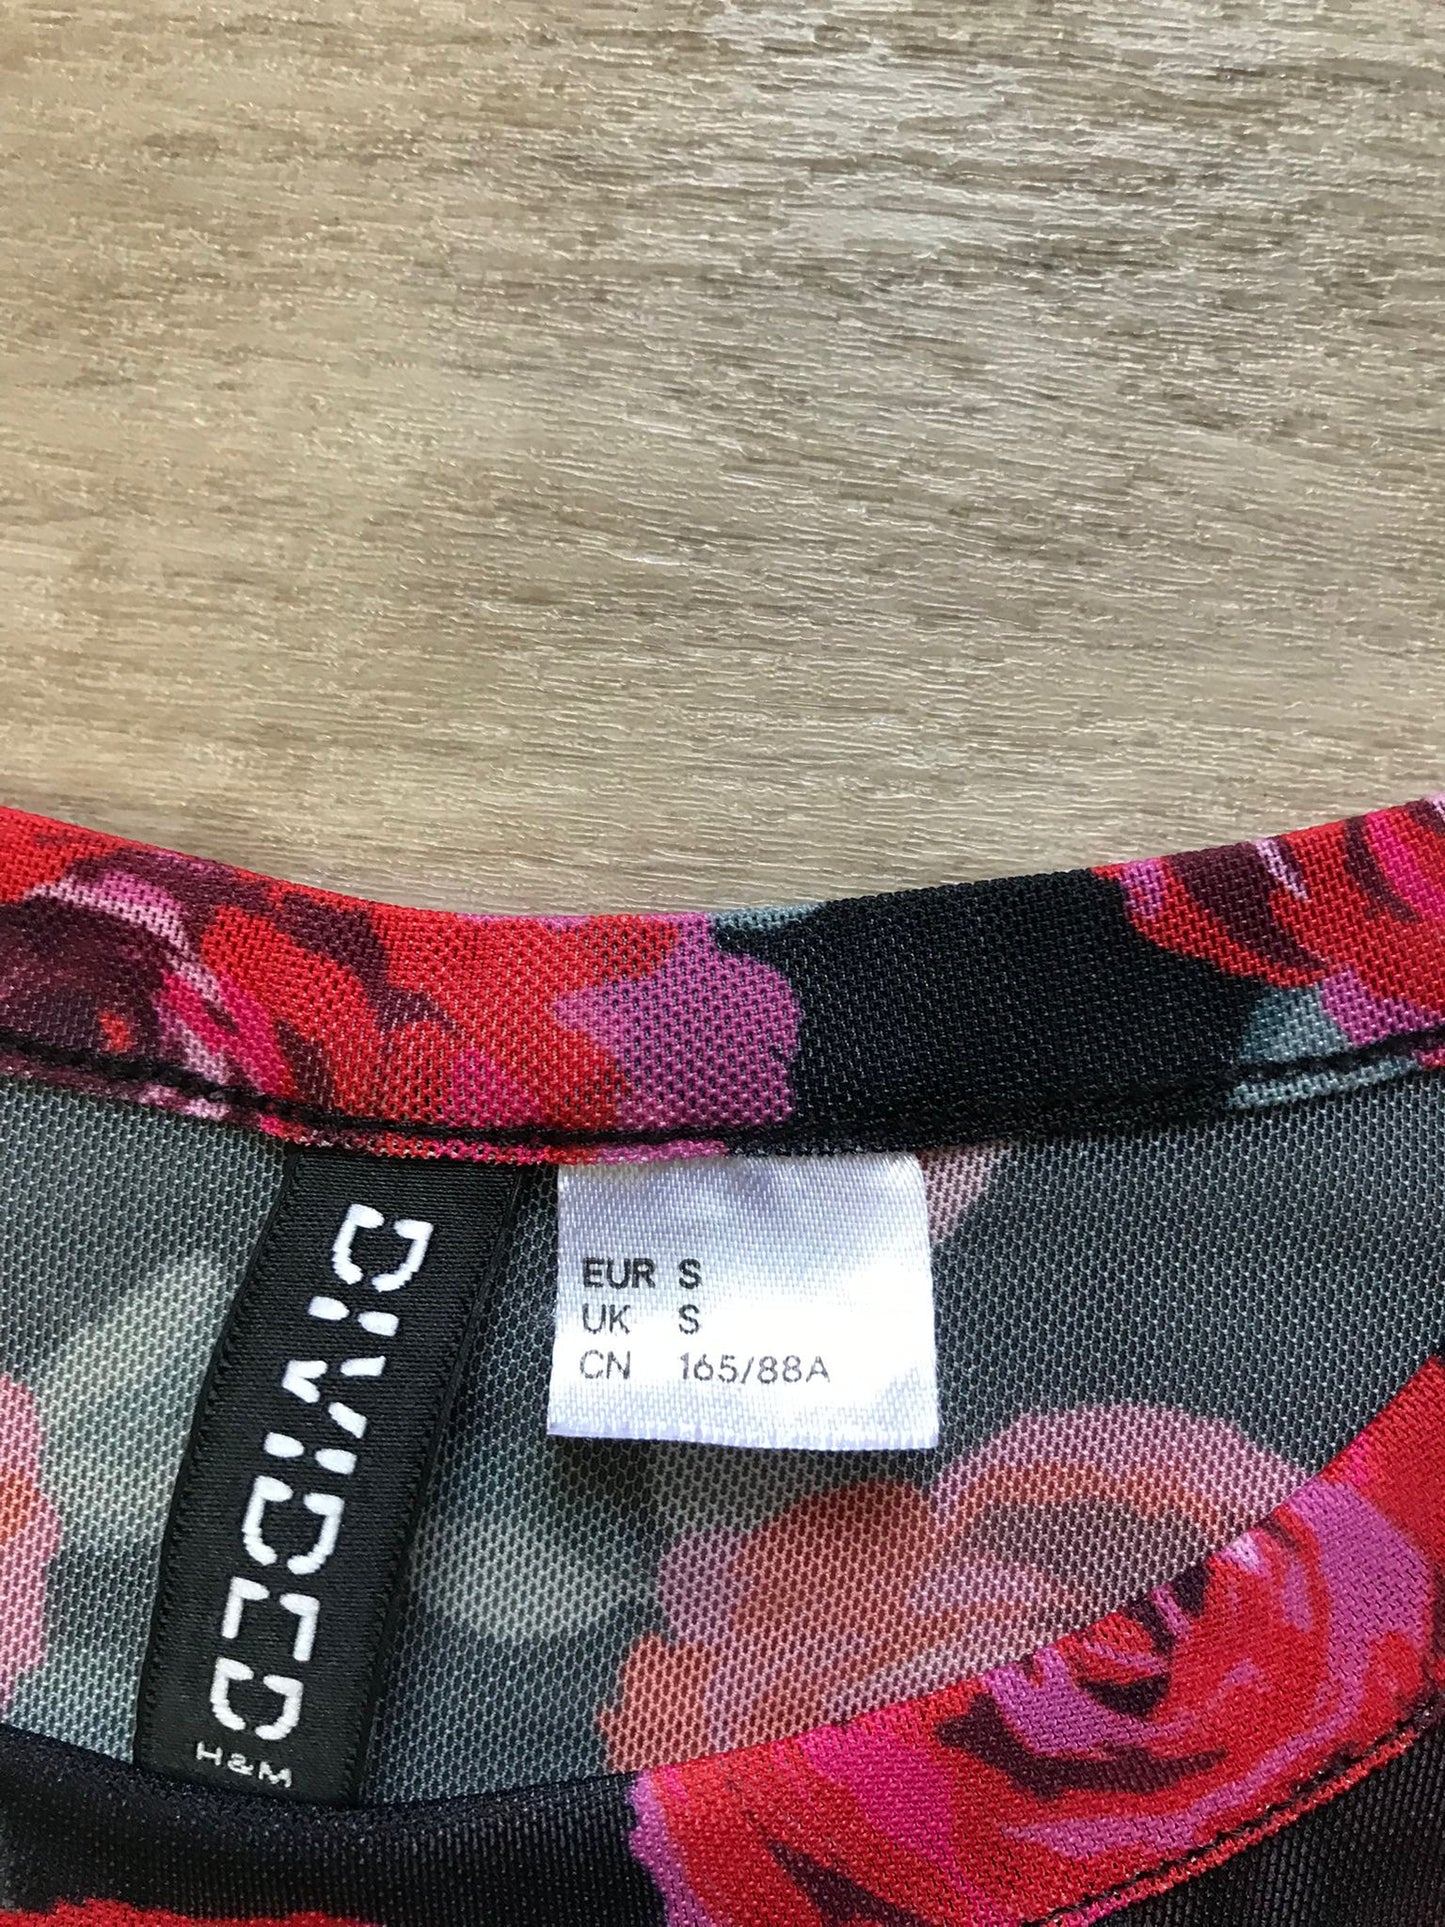 DIVIDED
H&M
EUR S
UK S
CN 165/88A